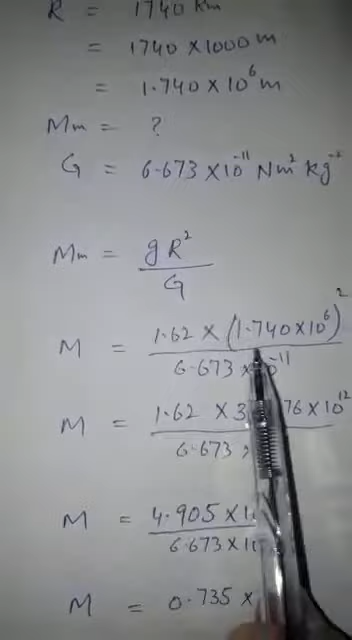 R = 1740 Km
= 1740 × 1000 m
= 1.740 × 10⁶ m
Mm = ?
G = 6.673 × 10⁻¹¹ Nm² Kg⁻²
Mm = gR² / G
M = 1.62 × (1.740 × 10⁶)² / 6.673 × 10⁻¹¹
M = 1.62 × 3 76 × 10¹² / 6.673
M = 4.905 × / 6.673 ×
M = 0.735 ×